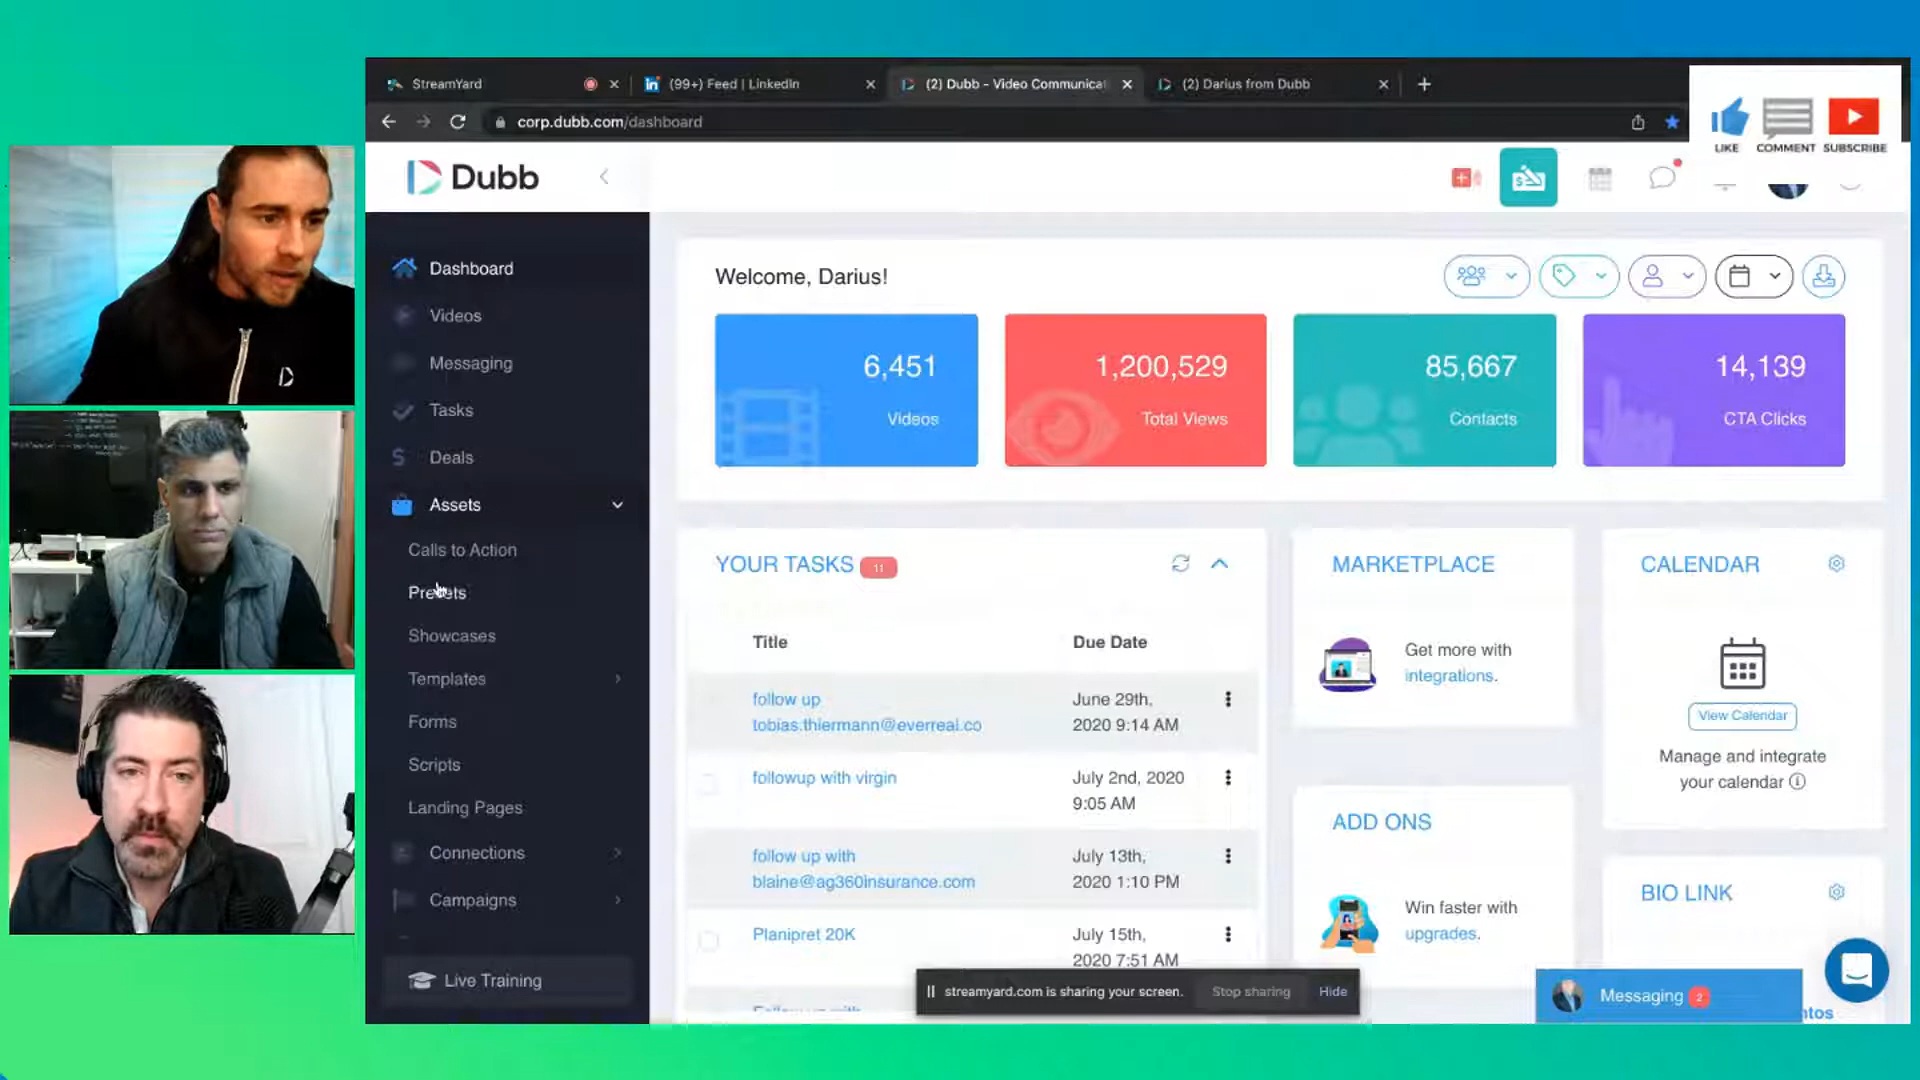 StreamYard
(99+) Feed | LinkedIn
(2) Dubb - Video Communicat
(2) Darius from Dubb
corp.dubb.com/dashboard
LIKE
COMMENT
SUBSCRIBE
Dubb
Dashboard
Videos
Messaging
Tasks
Deals
Assets
Calls to Action
Presets
Showcases
Templates
Forms
Scripts
Landing Pages
Connections
Campaigns
Live Training
Welcome, Darius!
6,451
Videos
1,200,529
Total Views
85,667
Contacts
14,139
CTA Clicks
YOUR TASKS 11
Title
Due Date
follow up
tobias.thiermann@everreal.co
June 29th,
2020 9:14 AM
followup with virgin
July 2nd, 2020
9:05 AM
follow up with
blaine@ag360insurance.com
July 13th,
2020 1:10 PM
Planipret 20K
July 15th,
2020 7:51 AM
Follow up with
MARKETPLACE
Get more with
integrations.
ADD ONS
Win faster with
upgrades.
CALENDAR
View Calendar
Manage and integrate
your calendar
BIO LINK
streamyard.com is sharing your screen.
Stop sharing
Hide
Messaging 2